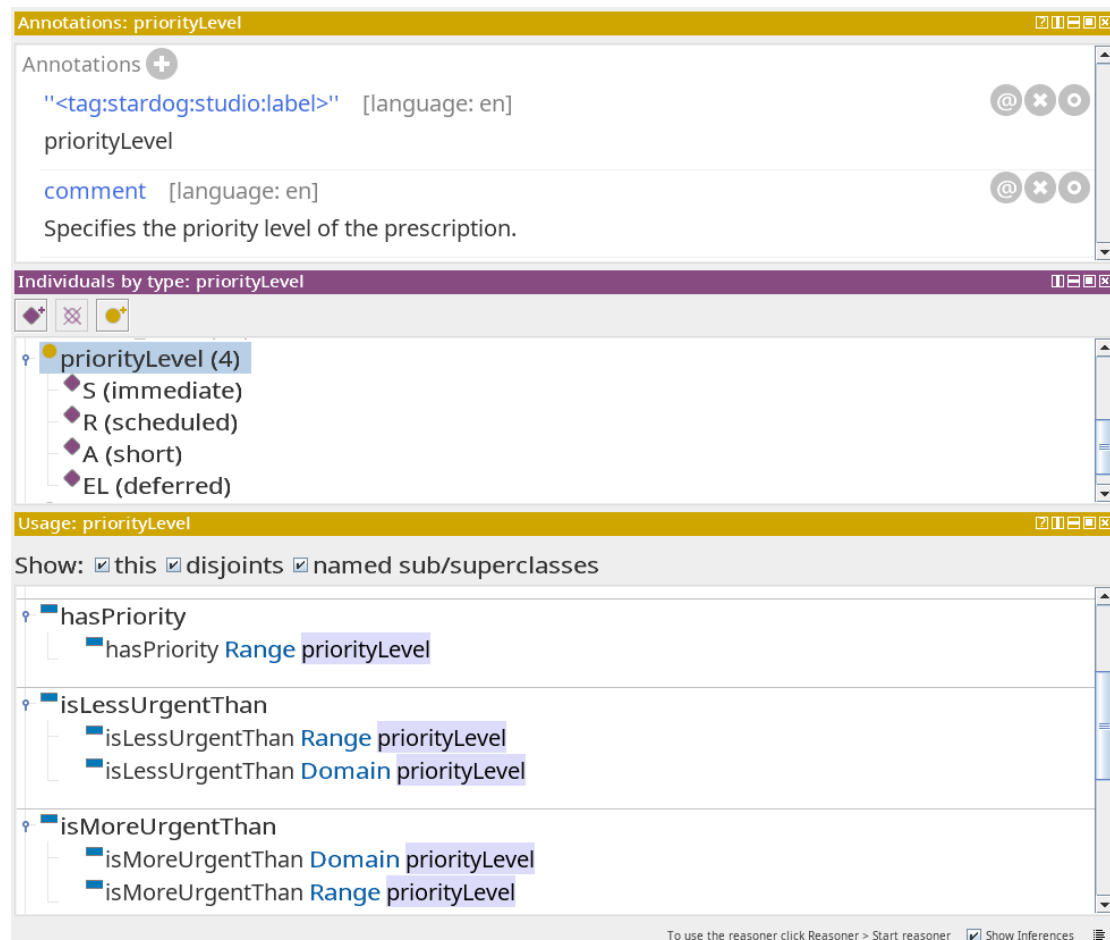 Annotations: priorityLevel
Annotations
''<tag:stardog:studio:label>'' [language: en]
priorityLevel
comment [language: en]
Specifies the priority level of the prescription.
Individuals by type: priorityLevel
priorityLevel (4)
S (immediate)
R (scheduled)
A (short)
EL (deferred)
Usage: priorityLevel
Show: this disjoints named sub/superclasses
hasPriority
hasPriority Range priorityLevel
isLessUrgentThan
isLessUrgentThan Range priorityLevel
isLessUrgentThan Domain priorityLevel
isMoreUrgentThan
isMoreUrgentThan Domain priorityLevel
isMoreUrgentThan Range priorityLevel
To use the reasoner click Reasoner > Start reasoner Show Inferences